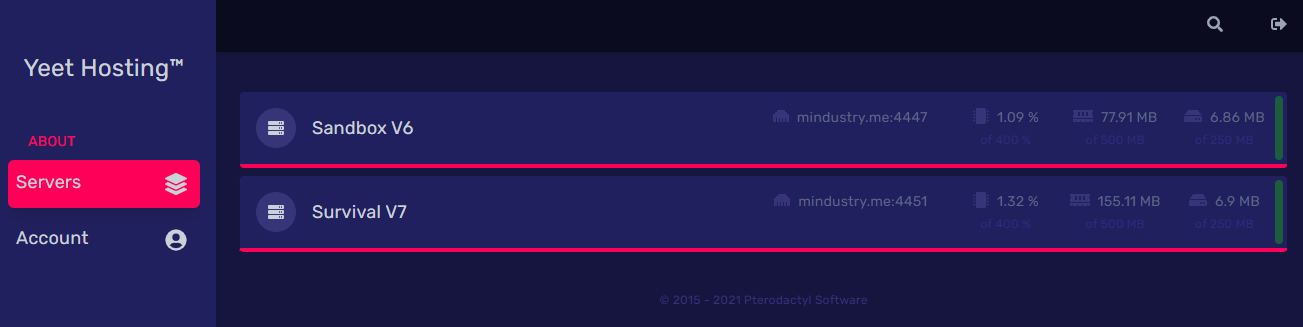 Yeet Hosting™
ABOUT
Servers
Account
Sandbox V6
mindustry.me:4447
1.09 %
of 400 %
77.91 MB
of 500 MB
6.86 MB
of 250 MB
Survival V7
mindustry.me:4451
1.32 %
of 400 %
155.11 MB
of 500 MB
6.9 MB
of 250 MB
© 2015 - 2021 Pterodactyl Software